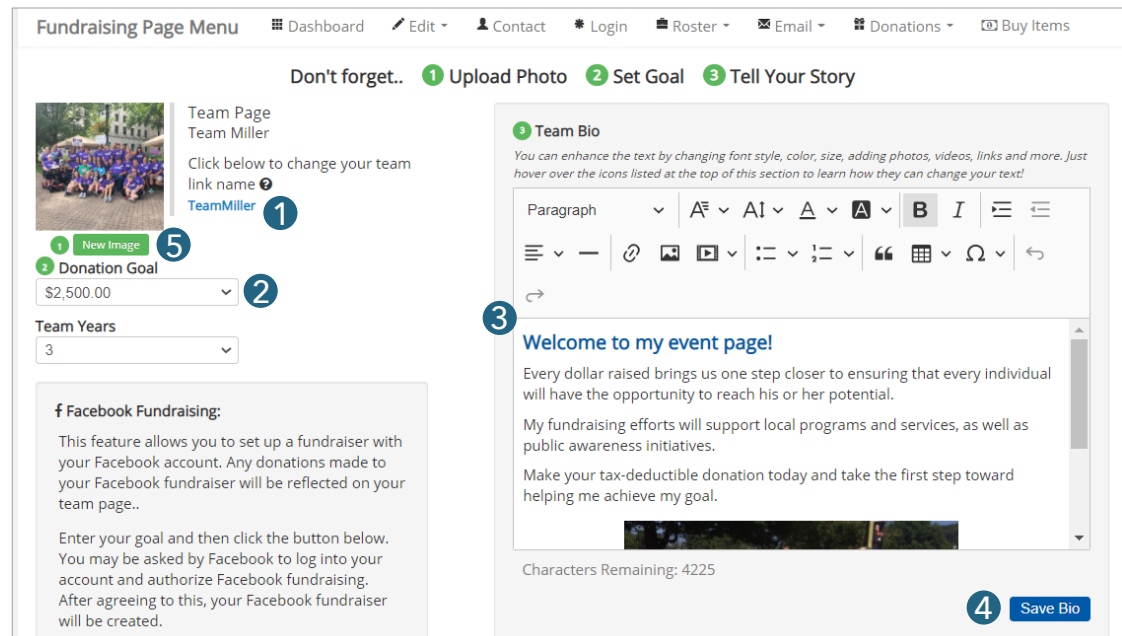 Fundraising Page Menu Dashboard Edit Contact Login Roster Email Donations Buy Items
Don't forget.. 1 Upload Photo 2 Set Goal 3 Tell Your Story
Team Page
Team Miller
Click below to change your team
link name ?
TeamMiller 1
1 New Image 5
2 Donation Goal
$2,500.00 2
Team Years
3
f Facebook Fundraising:
This feature allows you to set up a fundraiser with
your Facebook account. Any donations made to
your Facebook fundraiser will be reflected on your
team page..
Enter your goal and then click the button below.
You may be asked by Facebook to log into your
account and authorize Facebook fundraising.
After agreeing to this, your Facebook fundraiser
will be created.
3 Team Bio
You can enhance the text by changing font style, color, size, adding photos, videos, links and more. Just
hover over the icons listed at the top of this section to learn how they can change your text!
Paragraph A AI A A B I
Ω
3
Welcome to my event page!
Every dollar raised brings us one step closer to ensuring that every individual
will have the opportunity to reach his or her potential.
My fundraising efforts will support local programs and services, as well as
public awareness initiatives.
Make your tax-deductible donation today and take the first step toward
helping me achieve my goal.
Characters Remaining: 4225
4 Save Bio